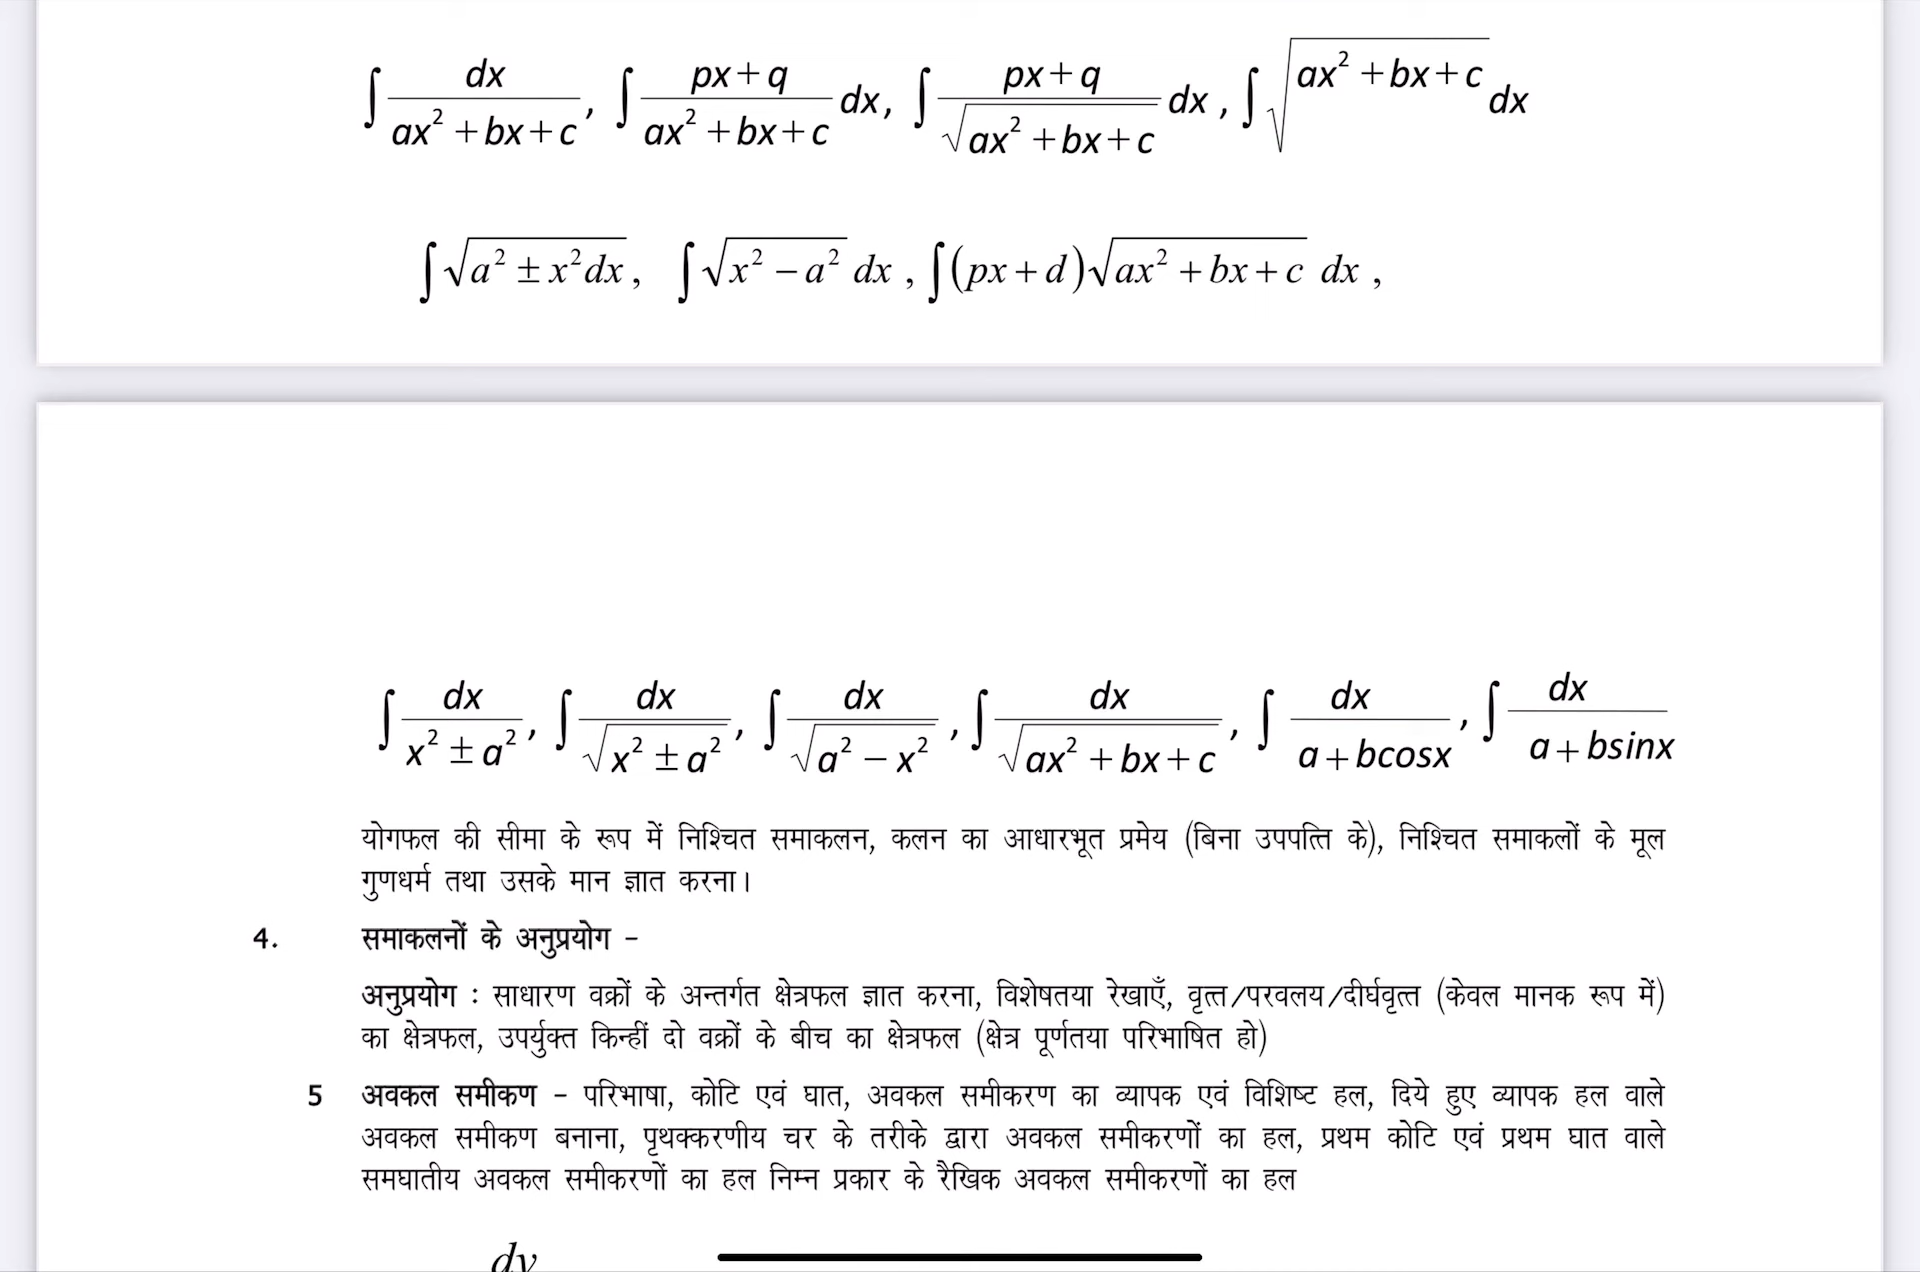 ∫ dx/(ax² + bx + c), ∫ (px + q)/(ax² + bx + c) dx, ∫ (px + q)/√(ax² + bx + c) dx, ∫ √(ax² + bx + c) dx
∫ √(a² ± x²dx), ∫ √(x² − a²) dx, ∫ (px + d)√(ax² + bx + c) dx,
∫ dx/(x² ± a²), ∫ dx/√(x² ± a²), ∫ dx/√(a² − x²), ∫ dx/√(ax² + bx + c), ∫ dx/(a + bcosx), ∫ dx/(a + bsinx)
योगफल की सीमा के रूप में निश्चित समाकलन, कलन का आधारभूत प्रमेय (बिना उपपत्ति के), निश्चित समाकलों के मूल
गुणधर्म तथा उसके मान ज्ञात करना।
4. समाकलनों के अनुप्रयोग –
अनुप्रयोग : साधारण वक्रों के अन्तर्गत क्षेत्रफल ज्ञात करना, विशेषतया रेखाएँ, वृत्त/परवलय/दीर्घवृत्त (केवल मानक रूप में)
का क्षेत्रफल, उपर्युक्त किन्हीं दो वक्रों के बीच का क्षेत्रफल (क्षेत्र पूर्णतया परिभाषित हो)
5 अवकल समीकण – परिभाषा, कोटि एवं घात, अवकल समीकरण का व्यापक एवं विशिष्ट हल, दिये हुए व्यापक हल वाले
अवकल समीकण बनाना, पृथक्करणीय चर के तरीके द्वारा अवकल समीकरणों का हल, प्रथम कोटि एवं प्रथम घात वाले
समघातीय अवकल समीकरणों का हल निम्न प्रकार के रैखिक अवकल समीकरणों का हल
dy